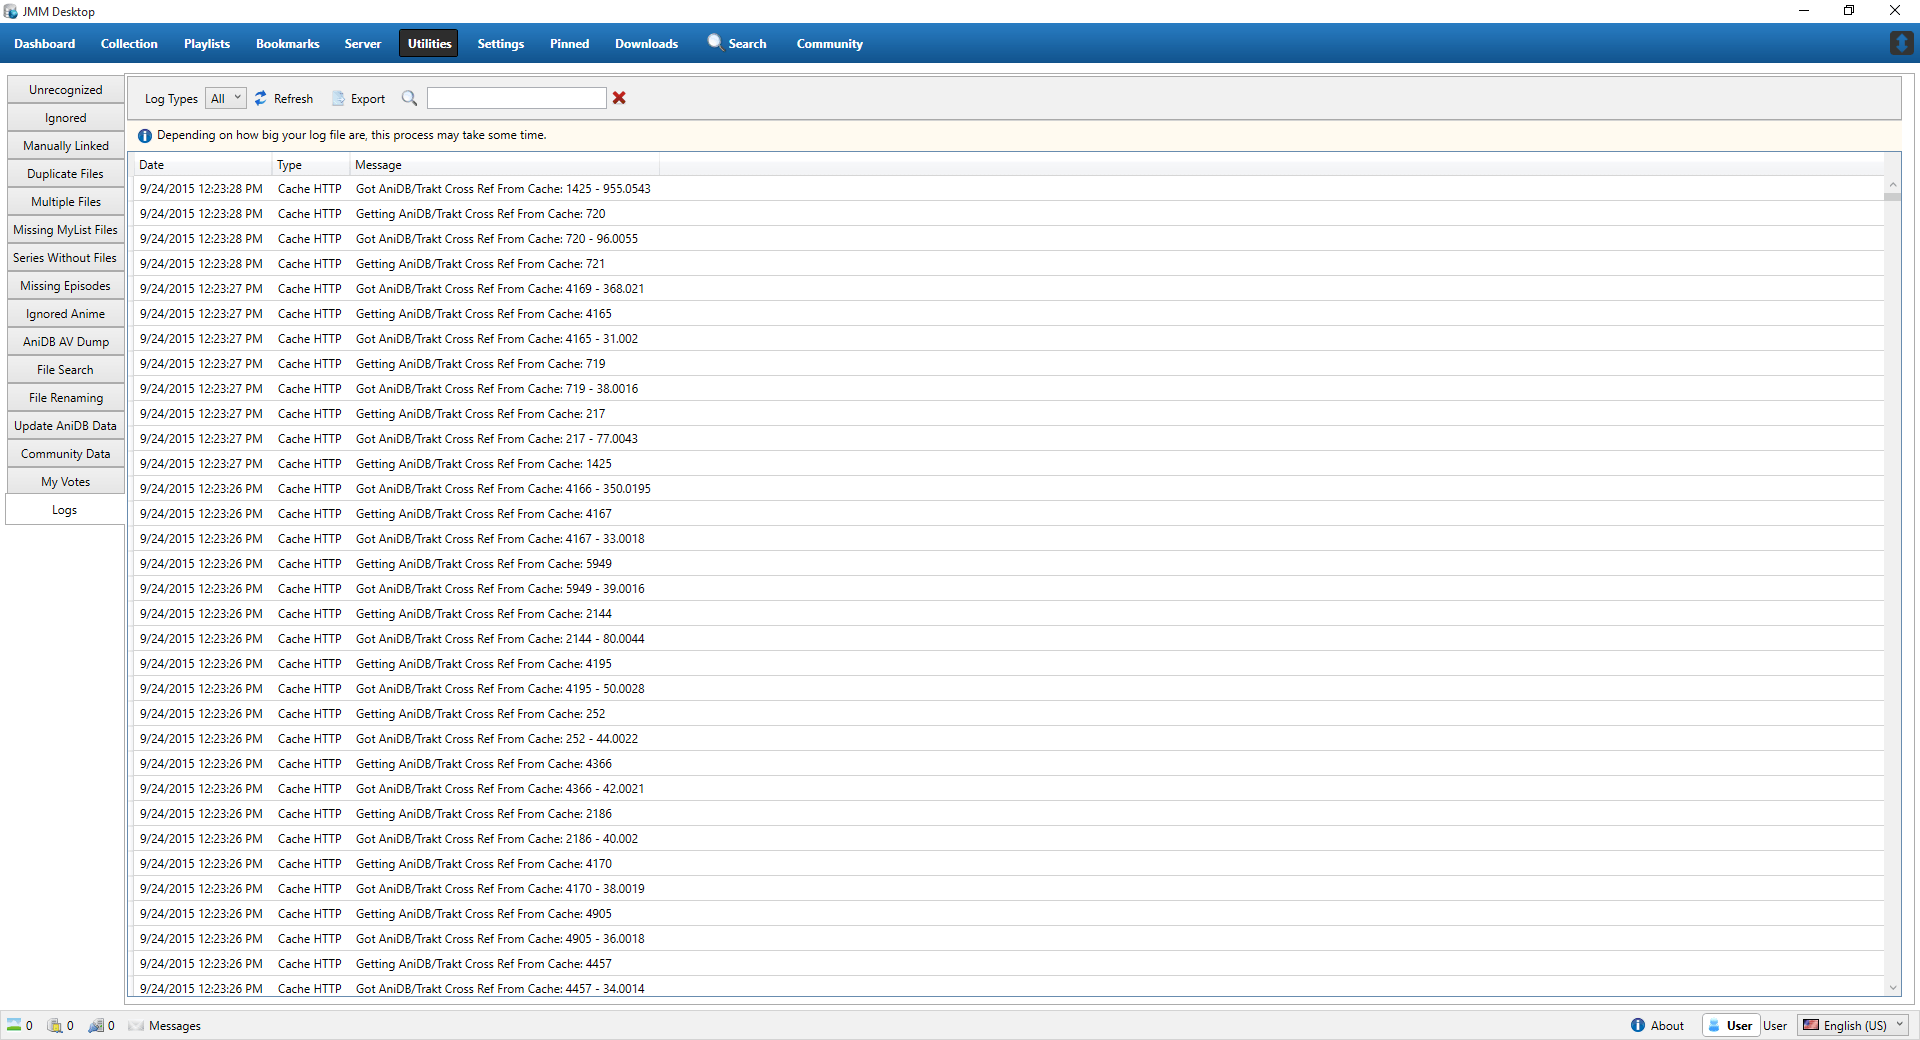 JMM Desktop
Dashboard Collection Playlists Bookmarks Server Utilities Settings Pinned Downloads Search Community
Unrecognized
Ignored
Manually Linked
Duplicate Files
Multiple Files
Missing MyList Files
Series Without Files
Missing Episodes
Ignored Anime
AniDB AV Dump
File Search
File Renaming
Update AniDB Data
Community Data
My Votes
Logs
Log Types All Refresh Export
Depending on how big your log file are, this process may take some time.
Date Type Message
9/24/2015 12:23:28 PM Cache HTTP Got AniDB/Trakt Cross Ref From Cache: 1425 - 955.0543
9/24/2015 12:23:28 PM Cache HTTP Getting AniDB/Trakt Cross Ref From Cache: 720
9/24/2015 12:23:28 PM Cache HTTP Got AniDB/Trakt Cross Ref From Cache: 720 - 96.0055
9/24/2015 12:23:28 PM Cache HTTP Getting AniDB/Trakt Cross Ref From Cache: 721
9/24/2015 12:23:27 PM Cache HTTP Got AniDB/Trakt Cross Ref From Cache: 4169 - 368.021
9/24/2015 12:23:27 PM Cache HTTP Getting AniDB/Trakt Cross Ref From Cache: 4165
9/24/2015 12:23:27 PM Cache HTTP Got AniDB/Trakt Cross Ref From Cache: 4165 - 31.002
9/24/2015 12:23:27 PM Cache HTTP Getting AniDB/Trakt Cross Ref From Cache: 719
9/24/2015 12:23:27 PM Cache HTTP Got AniDB/Trakt Cross Ref From Cache: 719 - 38.0016
9/24/2015 12:23:27 PM Cache HTTP Getting AniDB/Trakt Cross Ref From Cache: 217
9/24/2015 12:23:27 PM Cache HTTP Got AniDB/Trakt Cross Ref From Cache: 217 - 77.0043
9/24/2015 12:23:27 PM Cache HTTP Getting AniDB/Trakt Cross Ref From Cache: 1425
9/24/2015 12:23:26 PM Cache HTTP Got AniDB/Trakt Cross Ref From Cache: 4166 - 350.0195
9/24/2015 12:23:26 PM Cache HTTP Getting AniDB/Trakt Cross Ref From Cache: 4167
9/24/2015 12:23:26 PM Cache HTTP Got AniDB/Trakt Cross Ref From Cache: 4167 - 33.0018
9/24/2015 12:23:26 PM Cache HTTP Getting AniDB/Trakt Cross Ref From Cache: 5949
9/24/2015 12:23:26 PM Cache HTTP Got AniDB/Trakt Cross Ref From Cache: 5949 - 39.0016
9/24/2015 12:23:26 PM Cache HTTP Getting AniDB/Trakt Cross Ref From Cache: 2144
9/24/2015 12:23:26 PM Cache HTTP Got AniDB/Trakt Cross Ref From Cache: 2144 - 80.0044
9/24/2015 12:23:26 PM Cache HTTP Getting AniDB/Trakt Cross Ref From Cache: 4195
9/24/2015 12:23:26 PM Cache HTTP Got AniDB/Trakt Cross Ref From Cache: 4195 - 50.0028
9/24/2015 12:23:26 PM Cache HTTP Getting AniDB/Trakt Cross Ref From Cache: 252
9/24/2015 12:23:26 PM Cache HTTP Got AniDB/Trakt Cross Ref From Cache: 252 - 44.0022
9/24/2015 12:23:26 PM Cache HTTP Getting AniDB/Trakt Cross Ref From Cache: 4366
9/24/2015 12:23:26 PM Cache HTTP Got AniDB/Trakt Cross Ref From Cache: 4366 - 42.0021
9/24/2015 12:23:26 PM Cache HTTP Getting AniDB/Trakt Cross Ref From Cache: 2186
9/24/2015 12:23:26 PM Cache HTTP Got AniDB/Trakt Cross Ref From Cache: 2186 - 40.002
9/24/2015 12:23:26 PM Cache HTTP Getting AniDB/Trakt Cross Ref From Cache: 4170
9/24/2015 12:23:26 PM Cache HTTP Got AniDB/Trakt Cross Ref From Cache: 4170 - 38.0019
9/24/2015 12:23:26 PM Cache HTTP Getting AniDB/Trakt Cross Ref From Cache: 4905
9/24/2015 12:23:26 PM Cache HTTP Got AniDB/Trakt Cross Ref From Cache: 4905 - 36.0018
9/24/2015 12:23:26 PM Cache HTTP Getting AniDB/Trakt Cross Ref From Cache: 4457
9/24/2015 12:23:26 PM Cache HTTP Got AniDB/Trakt Cross Ref From Cache: 4457 - 34.0014
0 0 0 Messages About User User English (US)